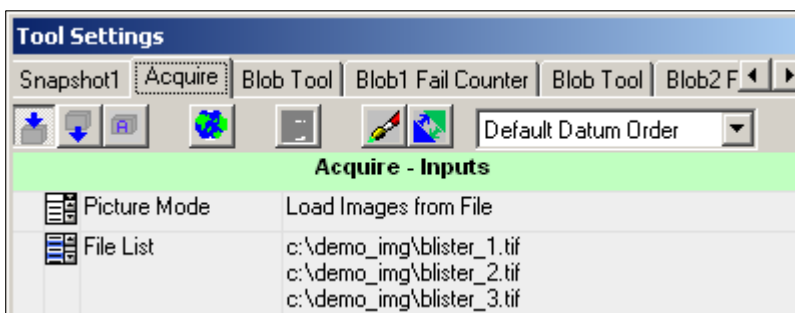 Tool Settings
Snapshot1 Acquire Blob Tool Blob1 Fail Counter Blob Tool Blob2 F
A Default Datum Order
Acquire - Inputs
Picture Mode Load Images from File
File List c:\demo_img\blister_1.tif
c:\demo_img\blister_2.tif
c:\demo_img\blister_3.tif